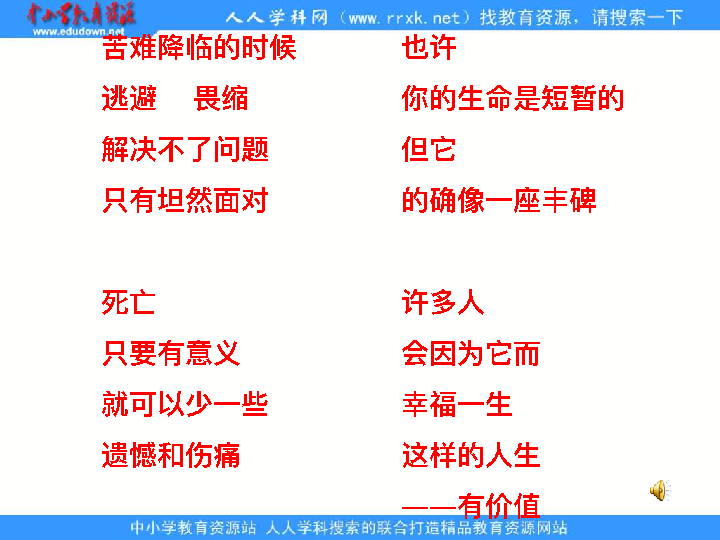 中小学教育资源
www.edudown.net
人人学科网（www.rrxk.net）找教育资源，请搜索一下
苦难降临的时候
逃避 畏缩
解决不了问题
只有坦然面对
死亡
只要有意义
就可以少一些
遗憾和伤痛
也许
你的生命是短暂的
但它
的确像一座丰碑
许多人
会因为它而
幸福一生
这样的人生
——有价值
中小学教育资源站 人人学科搜索的联合打造精品教育资源网站